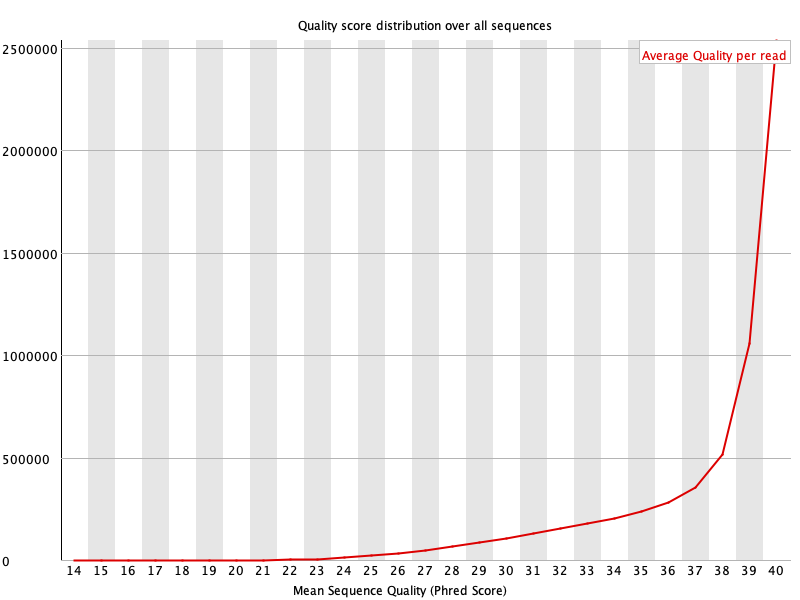 Quality score distribution over all sequences
Average Quality per read
2500000
2000000
1500000
1000000
500000
0
14 15 16 17 18 19 20 21 22 23 24 25 26 27 28 29 30 31 32 33 34 35 36 37 38 39 40
Mean Sequence Quality (Phred Score)